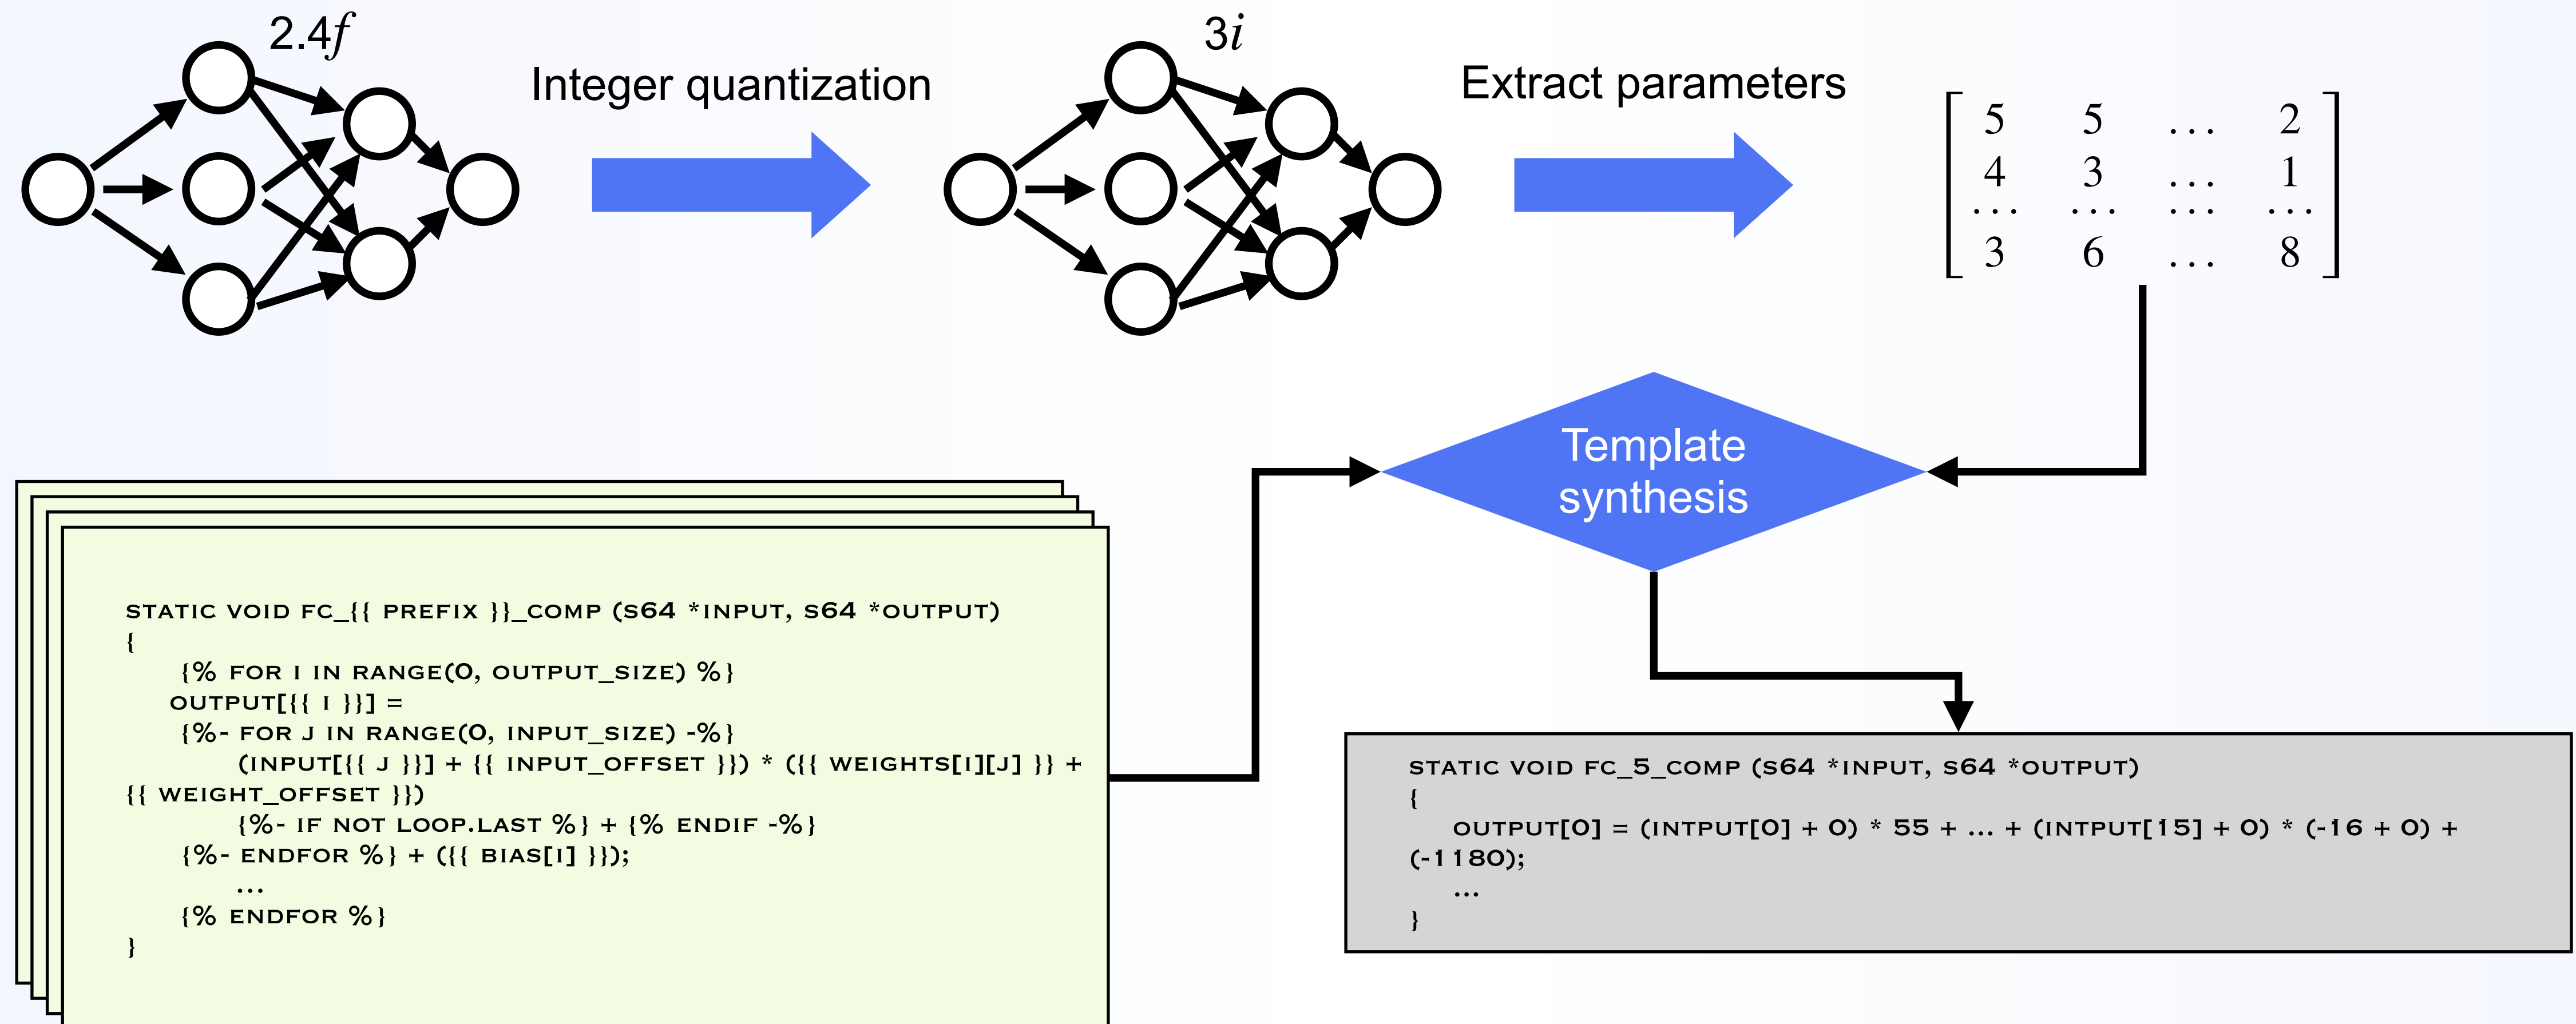 2.4f
Integer quantization
3i
Extract parameters
5 5 ... 2
4 3 ... 1
... ... ... ...
3 6 ... 8
Template
synthesis
STATIC VOID FC_{{ PREFIX }}_COMP (S64 *INPUT, S64 *OUTPUT)
{
{% FOR I IN RANGE(0, OUTPUT_SIZE) %}
OUTPUT[{{ I }}] =
{%- FOR J IN RANGE(0, INPUT_SIZE) -%}
(INPUT[{{ J }}] + {{ INPUT_OFFSET }}) * ({{ WEIGHTS[I][J] }} +
{{ WEIGHT_OFFSET }})
{%- IF NOT LOOP.LAST %} + {% ENDIF -%}
{%- ENDFOR %} + ({{ BIAS[I] }});
...
{% ENDFOR %}
}
STATIC VOID FC_5_COMP (S64 *INPUT, S64 *OUTPUT)
{
OUTPUT[0] = (INTPUT[0] + 0) * 55 + ... + (INTPUT[15] + 0) * (-16 + 0) +
(-1180);
...
}